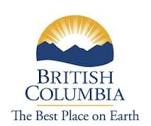 BRITISH
COLUMBIA
The Best Place on Earth